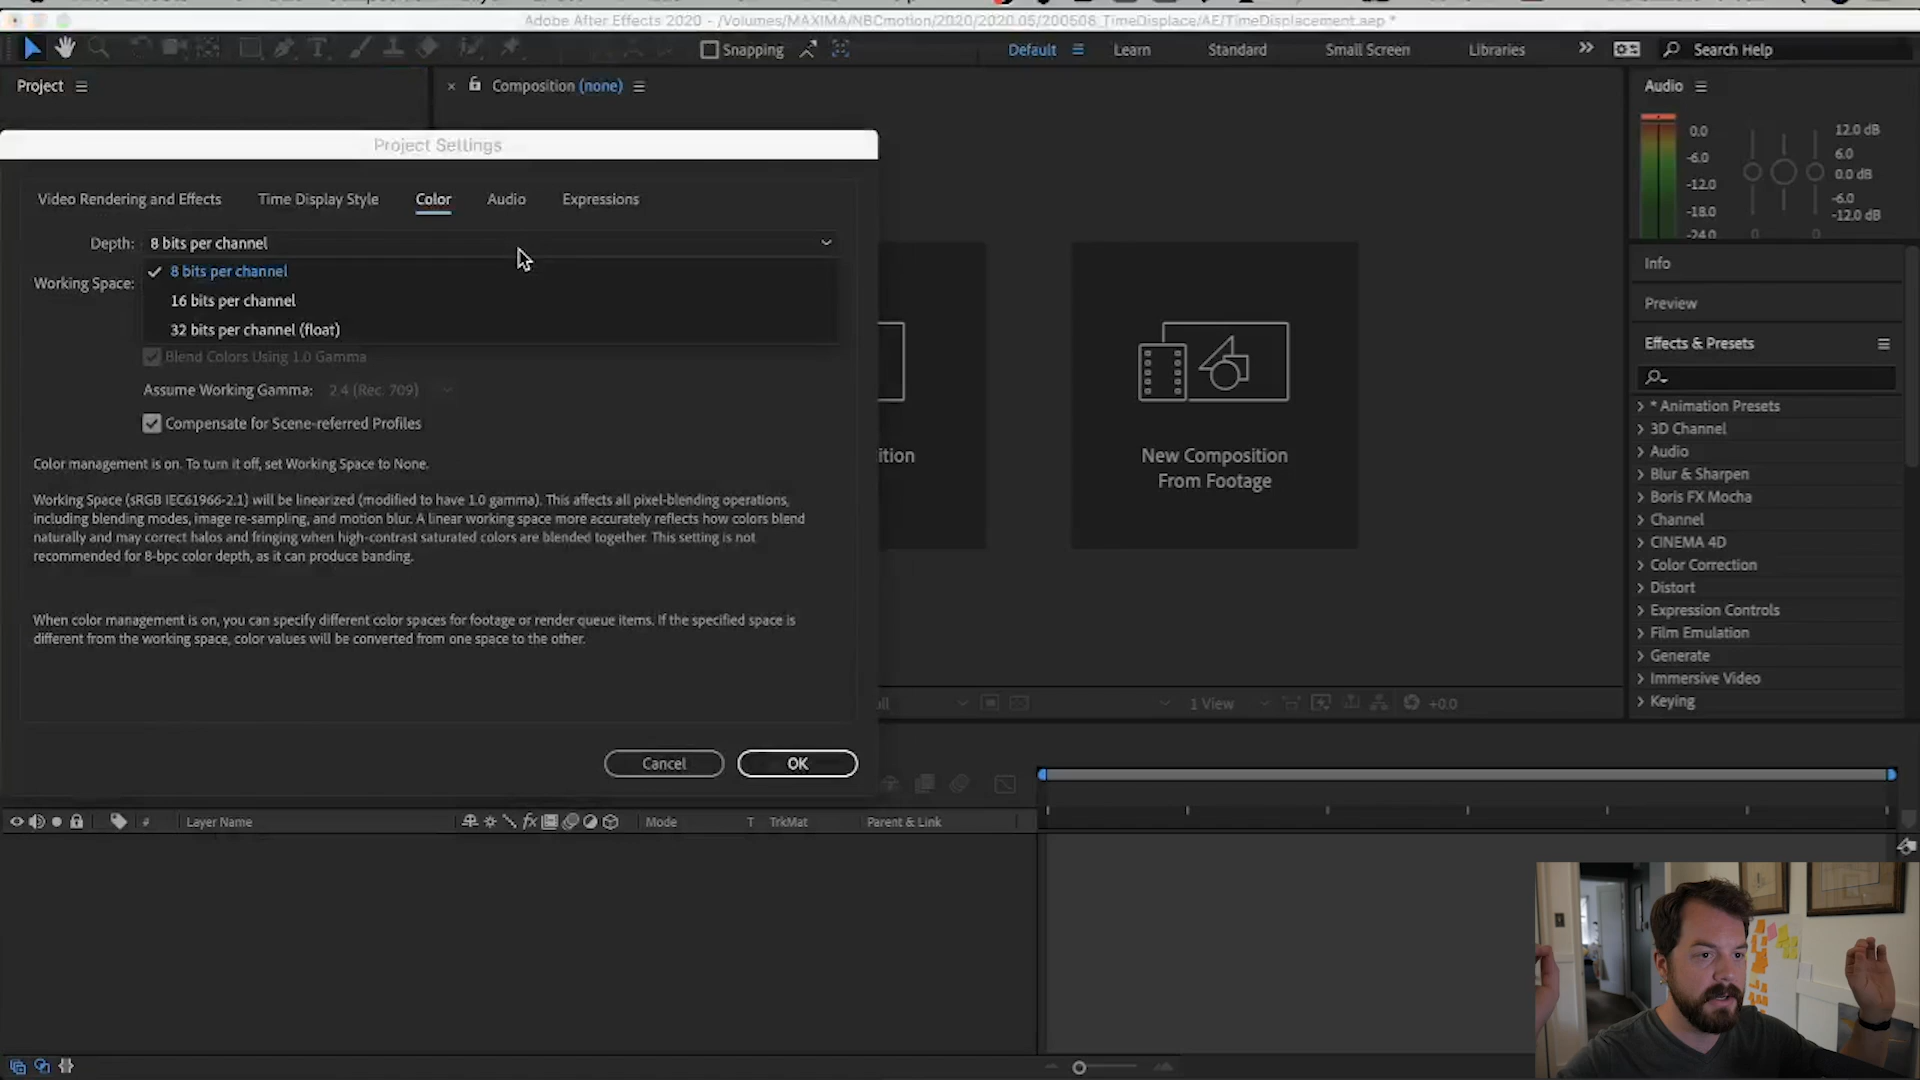 Adobe After Effects 2020 - /Volumes/MAXIMA/NBCmotion/2020/2020.05/200508_TimeDisplace/AE/TimeDisplacement.aep *
Snapping
Default
Learn
Standard
Small Screen
Libraries
Search Help
Project
Composition (none)
Audio
Project Settings
Video Rendering and Effects
Time Display Style
Color
Audio
Expressions
Depth: 8 bits per channel
8 bits per channel
Working Space:
16 bits per channel
32 bits per channel (float)
Blend Colors Using 1.0 Gamma
Assume Working Gamma: 2.4 (Rec. 709)
Compensate for Scene-referred Profiles
Color management is on. To turn it off, set Working Space to None.
Working Space (sRGB IEC61966-2.1) will be linearized (modified to have 1.0 gamma). This affects all pixel-blending operations,
including blending modes, image re-sampling, and motion blur. A linear working space more accurately reflects how colors blend
naturally and may correct halos and fringing when high-contrast saturated colors are blended together. This setting is not
recommended for 8-bpc color depth, as it can produce banding.
When color management is on, you can specify different color spaces for footage or render queue items. If the specified space is
different from the working space, color values will be converted from one space to the other.
Cancel
OK
ition
New Composition
From Footage
1 View
+0.0
0.0
-6.0
-12.0
-18.0
-24.0
12.0 dB
6.0
0.0 dB
-6.0
-12.0 dB
0
0
Info
Preview
Effects & Presets
* Animation Presets
3D Channel
Audio
Blur & Sharpen
Boris FX Mocha
Channel
CINEMA 4D
Color Correction
Distort
Expression Controls
Film Emulation
Generate
Immersive Video
Keying
#
Layer Name
Mode
T
TrkMat
Parent & Link